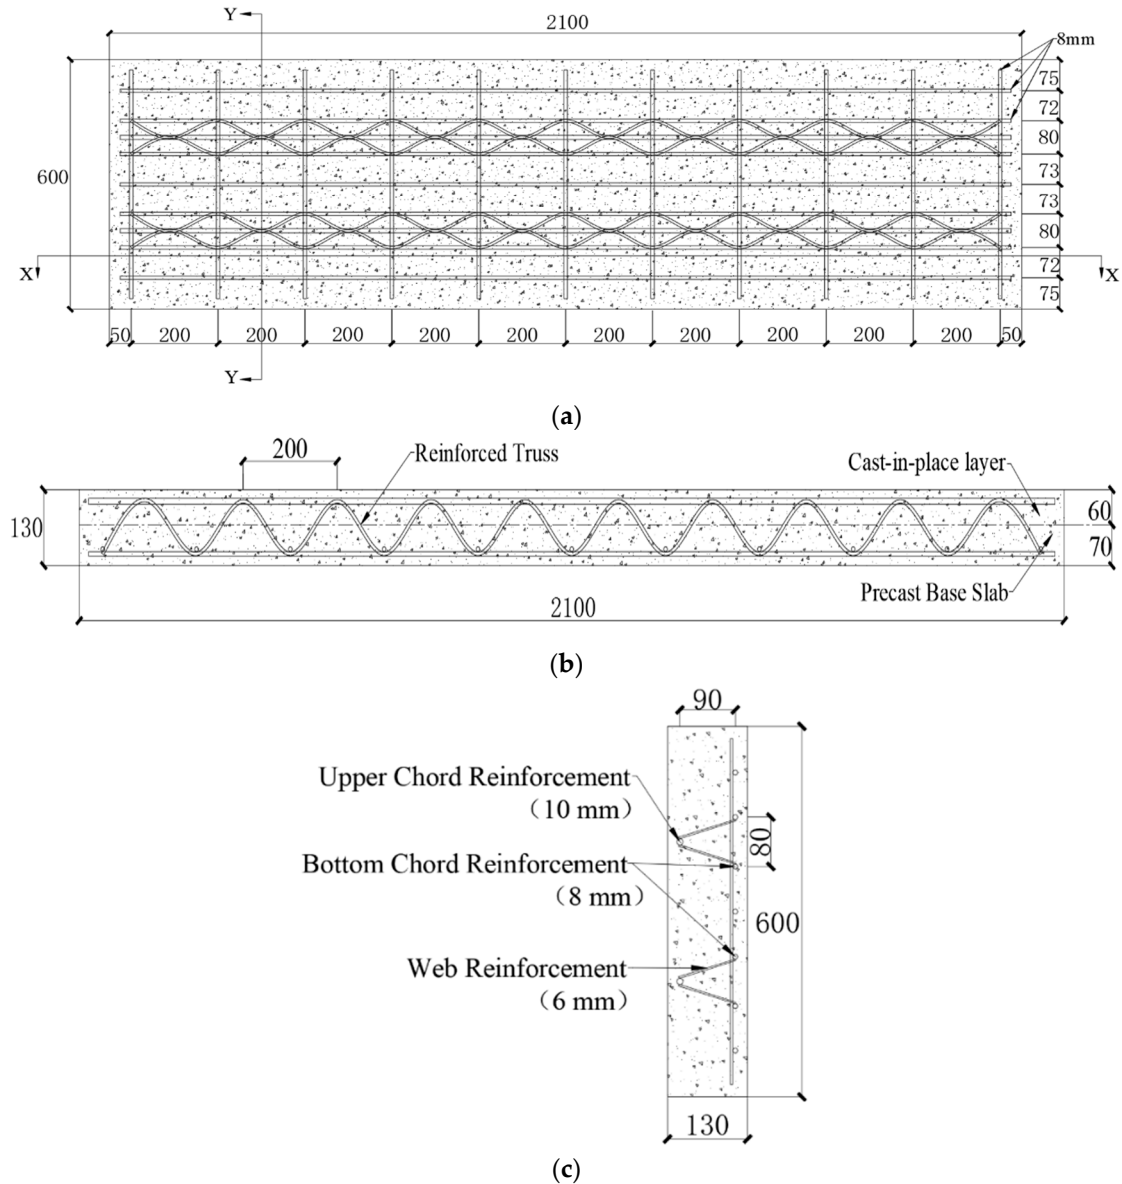 Y
2100
8mm
75
72
80
73
600
73
80
72
X
X
75
50
200
200
200
200
200
200
200
200
200
200
50
Y
(a)
200
Reinforced Truss
Cast-in-place layer
130
60
70
Precast Base Slab
2100
(b)
90
Upper Chord Reinforcement
(10 mm)
80
Bottom Chord Reinforcement
(8 mm)
600
Web Reinforcement
(6 mm)
130
(c)